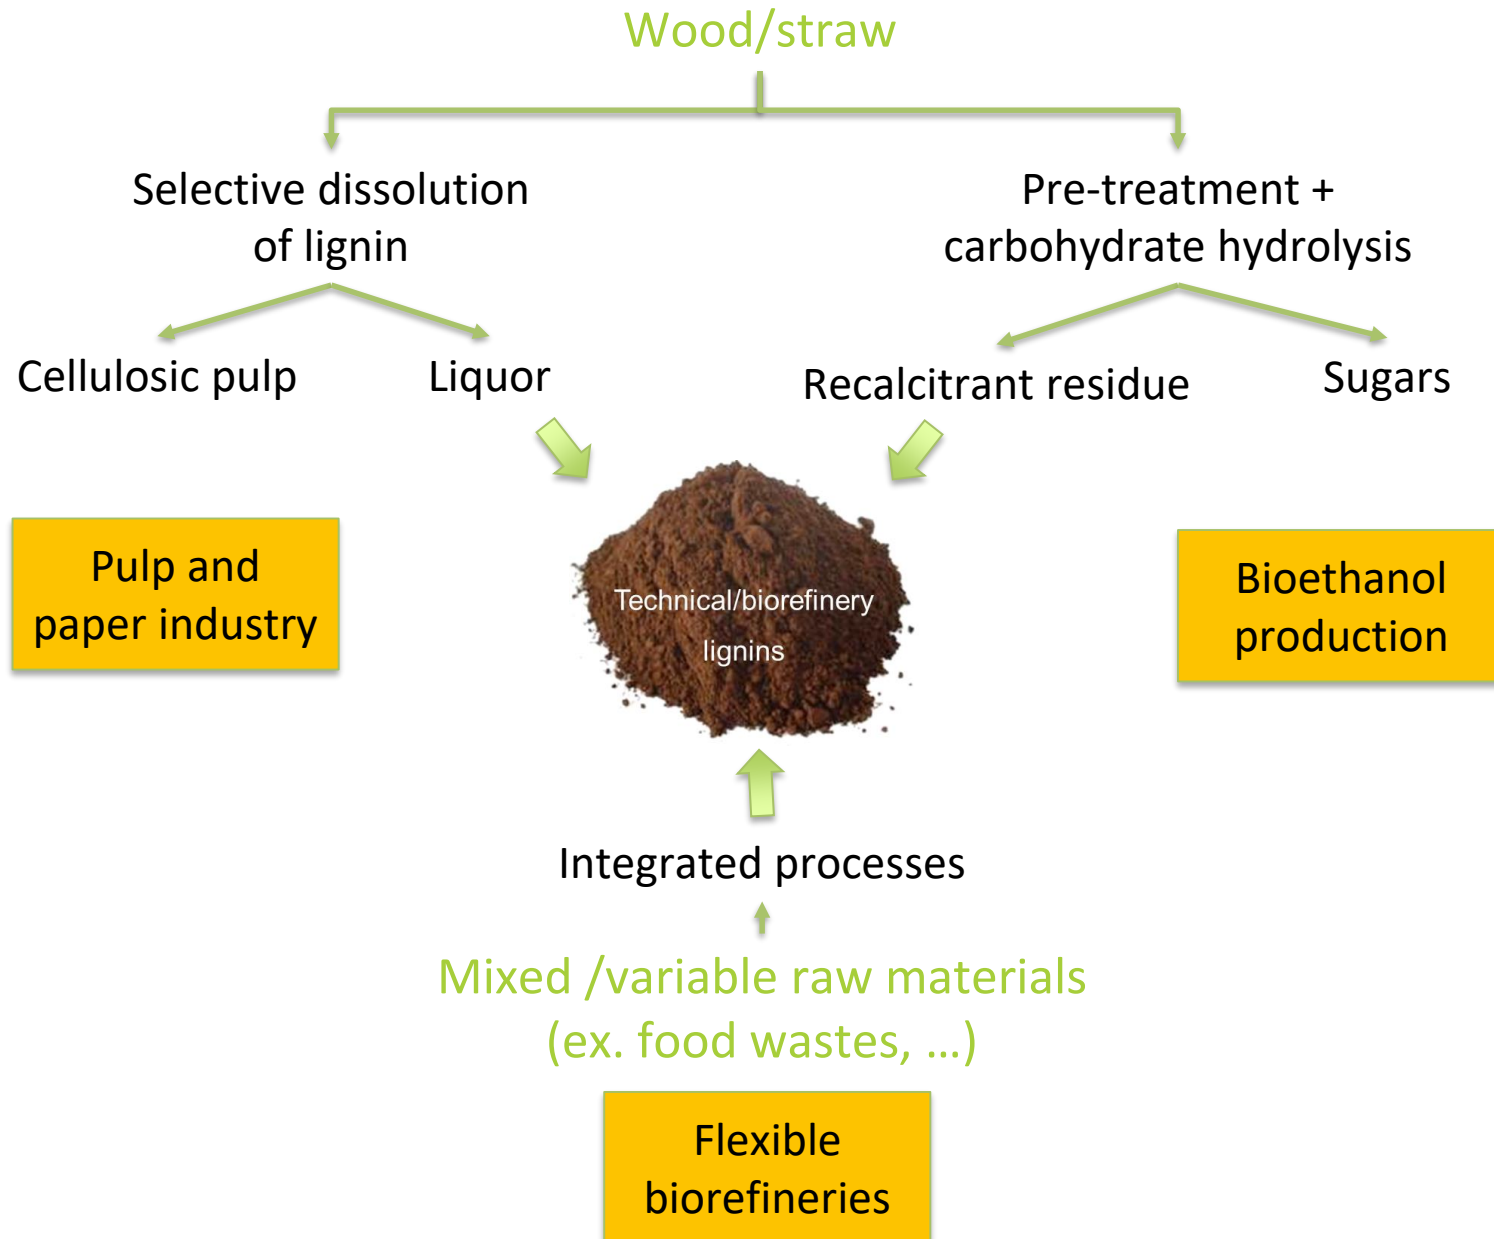 Wood/straw
Selective dissolution
of lignin
Pre-treatment +
carbohydrate hydrolysis
Cellulosic pulp
Liquor
Recalcitrant residue
Sugars
Pulp and
paper industry
Technical/biorefinery
lignins
Bioethanol
production
Integrated processes
Mixed /variable raw materials
(ex. food wastes, ...)
Flexible
biorefineries